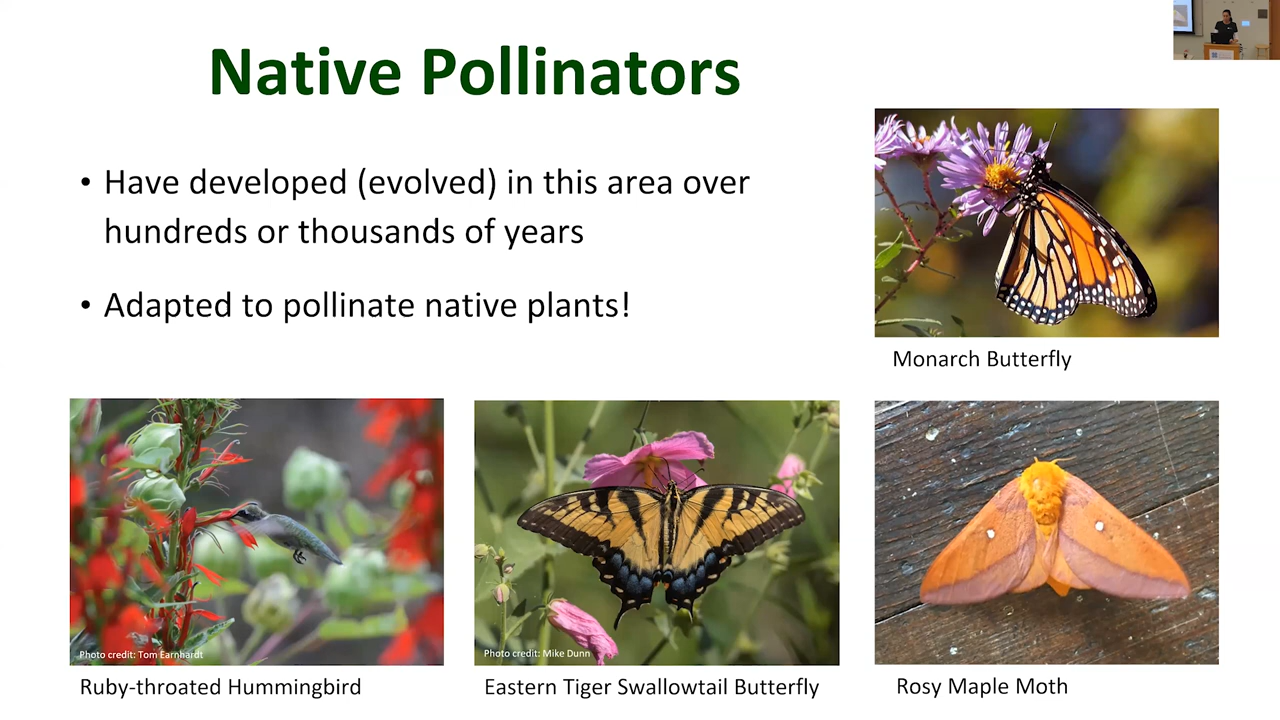 Native Pollinators
• Have developed (evolved) in this area over
hundreds or thousands of years
• Adapted to pollinate native plants!
Monarch Butterfly
Photo credit: Tom Earnhardt
Ruby-throated Hummingbird
Photo credit: Mike Dunn
Eastern Tiger Swallowtail Butterfly
Rosy Maple Moth